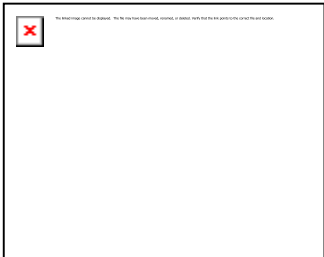 The linked image cannot be displayed. The file may have been moved, renamed, or deleted. Verify that the link points to the correct file and location.